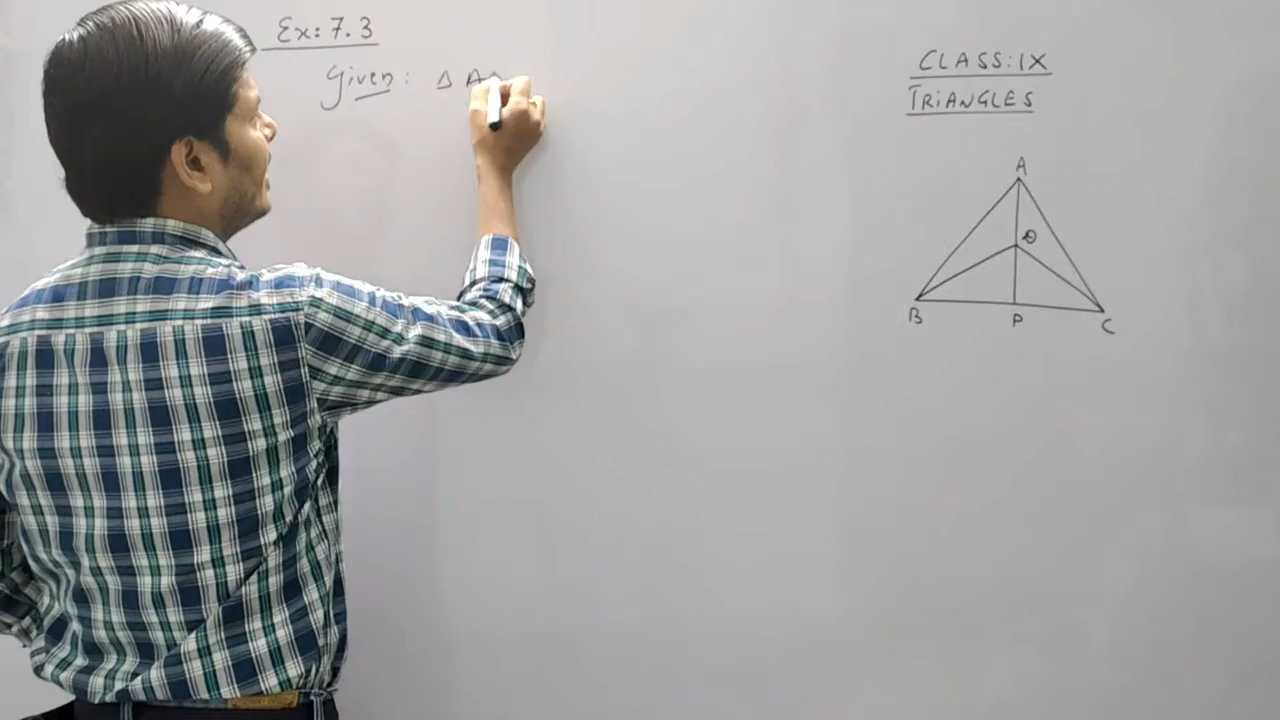 Ex: 7.3
Given: Δ A
CLASS: IX
TRIANGLES
A
B
P
C